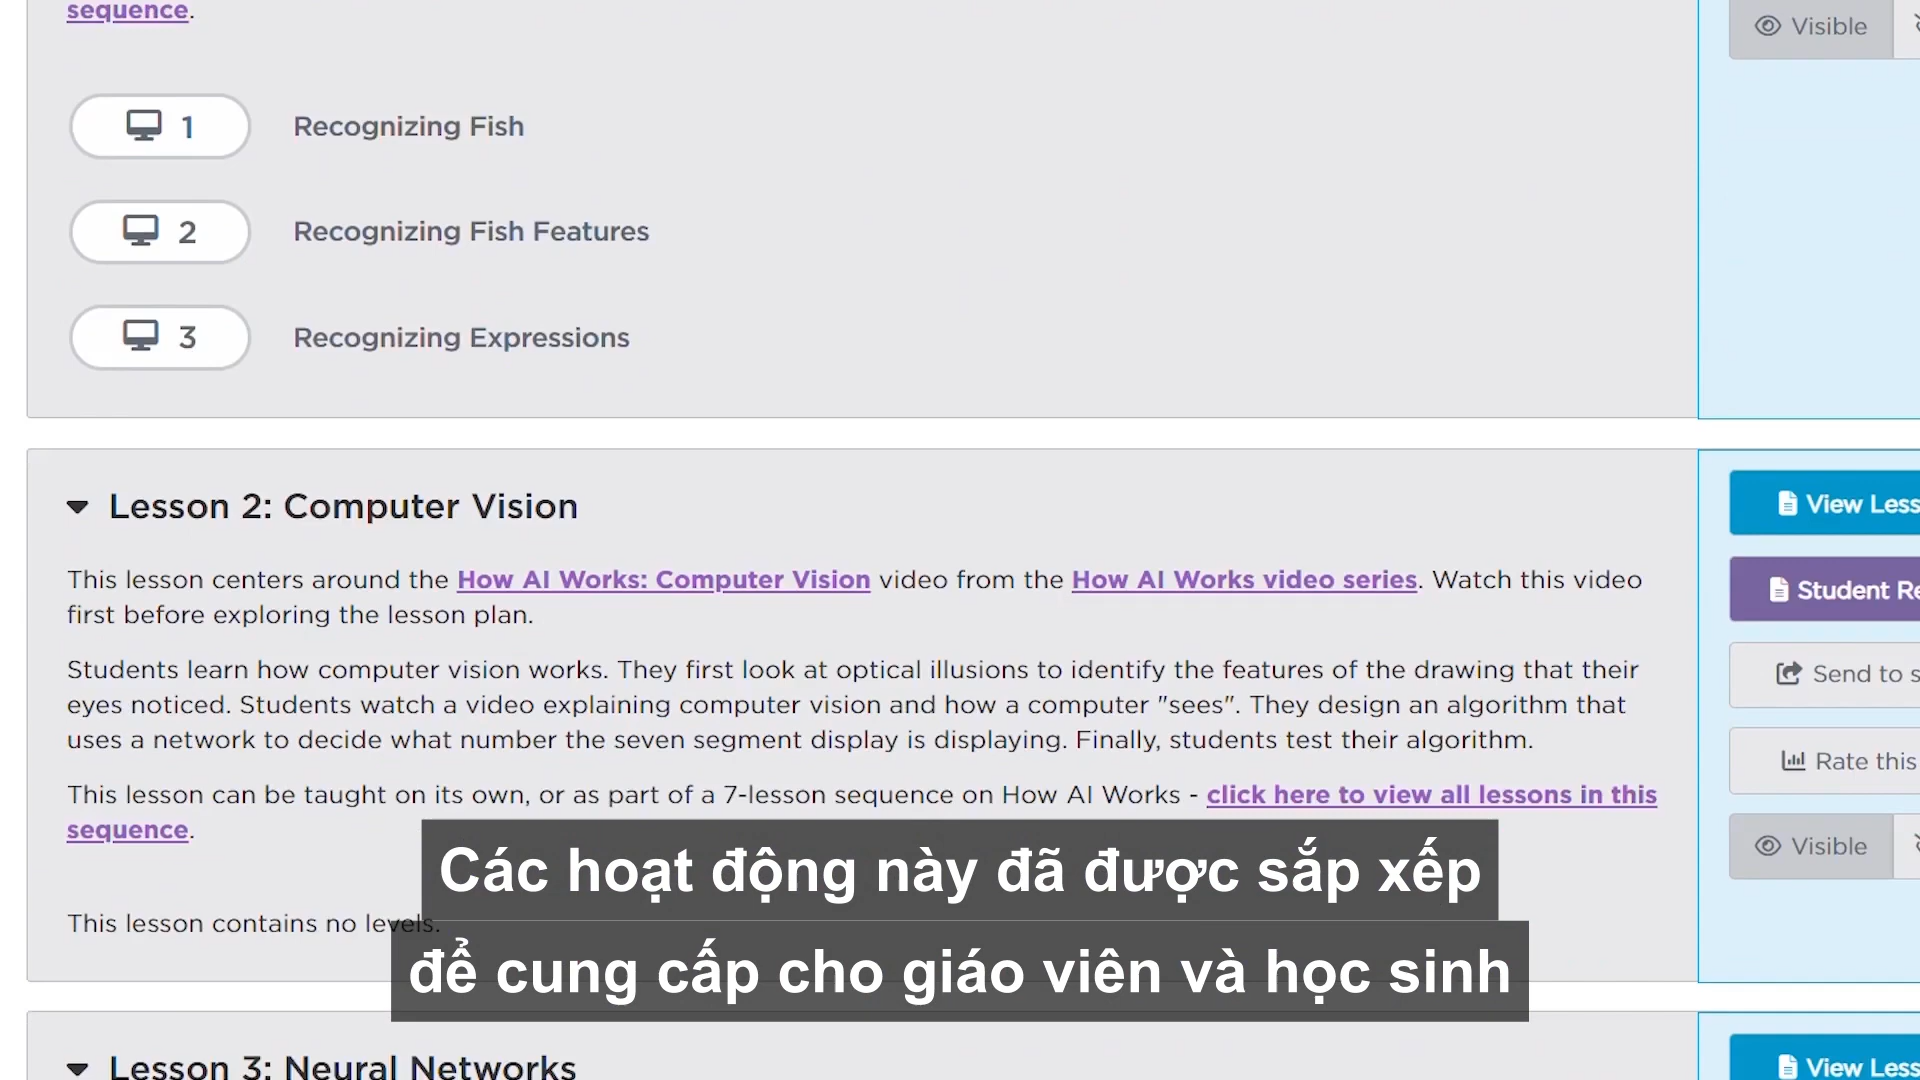 sequence.
Visible
1 Recognizing Fish
2 Recognizing Fish Features
3 Recognizing Expressions
Lesson 2: Computer Vision
This lesson centers around the How AI Works: Computer Vision video from the How AI Works video series. Watch this video
first before exploring the lesson plan.
Students learn how computer vision works. They first look at optical illusions to identify the features of the drawing that their
eyes noticed. Students watch a video explaining computer vision and how a computer "sees". They design an algorithm that
uses a network to decide what number the seven segment display is displaying. Finally, students test their algorithm.
This lesson can be taught on its own, or as part of a 7-lesson sequence on How AI Works - click here to view all lessons in this
sequence.
This lesson contains no levels.
View Less
Student Re
Send to s
Rate this
Visible
Các hoạt động này đã được sắp xếp
để cung cấp cho giáo viên và học sinh
Lesson 3: Neural Networks
View Less